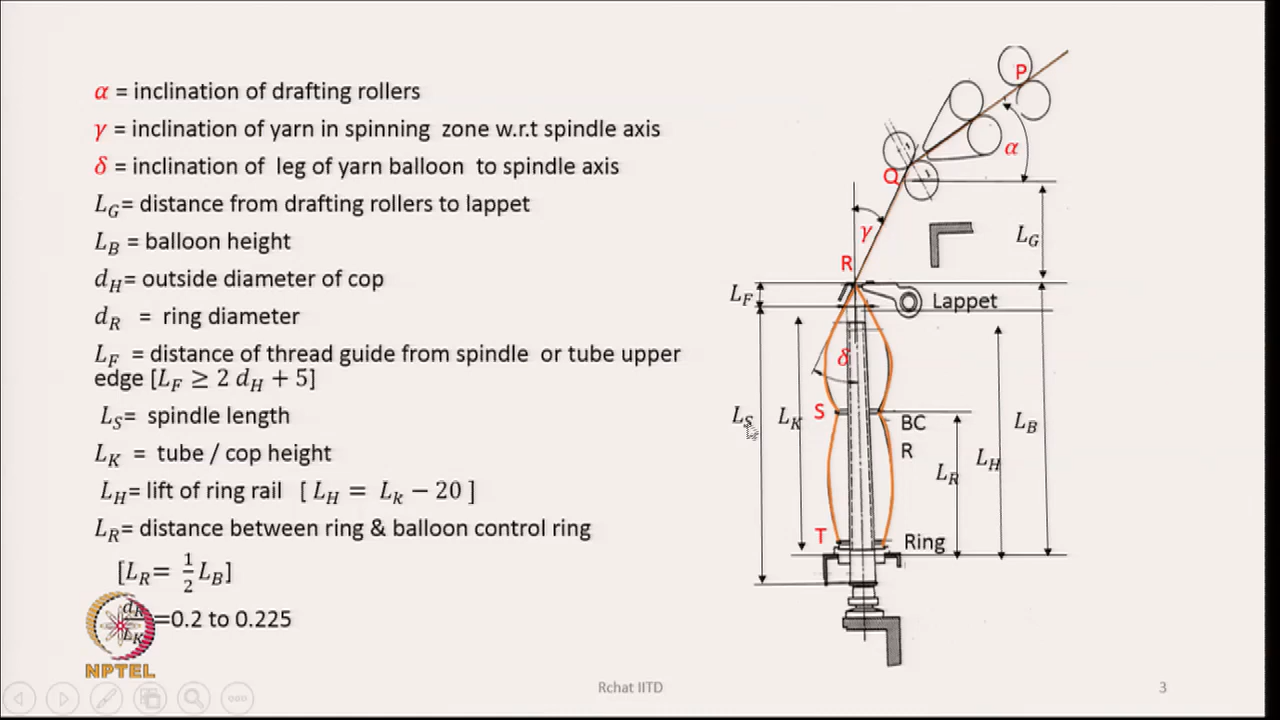 α = inclination of drafting rollers
γ = inclination of yarn in spinning zone w.r.t spindle axis
δ = inclination of leg of yarn balloon to spindle axis
L_G= distance from drafting rollers to lappet
L_B = balloon height
d_H= outside diameter of cop
d_R = ring diameter
L_F = distance of thread guide from spindle or tube upper
edge [L_F ≥ 2 d_H + 5]
L_S= spindle length
L_K = tube / cop height
L_H= lift of ring rail [ L_H = L_k − 20 ]
L_R= distance between ring & balloon control ring
[L_R= 1/2 L_B]
d_R/L_K =0.2 to 0.225
NPTEL
Rchat IITD
3
P
α
Q
γ
L_G
R
L_F
Lappet
δ
L_S
L_K
S
BC
R
L_B
L_H
L_R
T
Ring